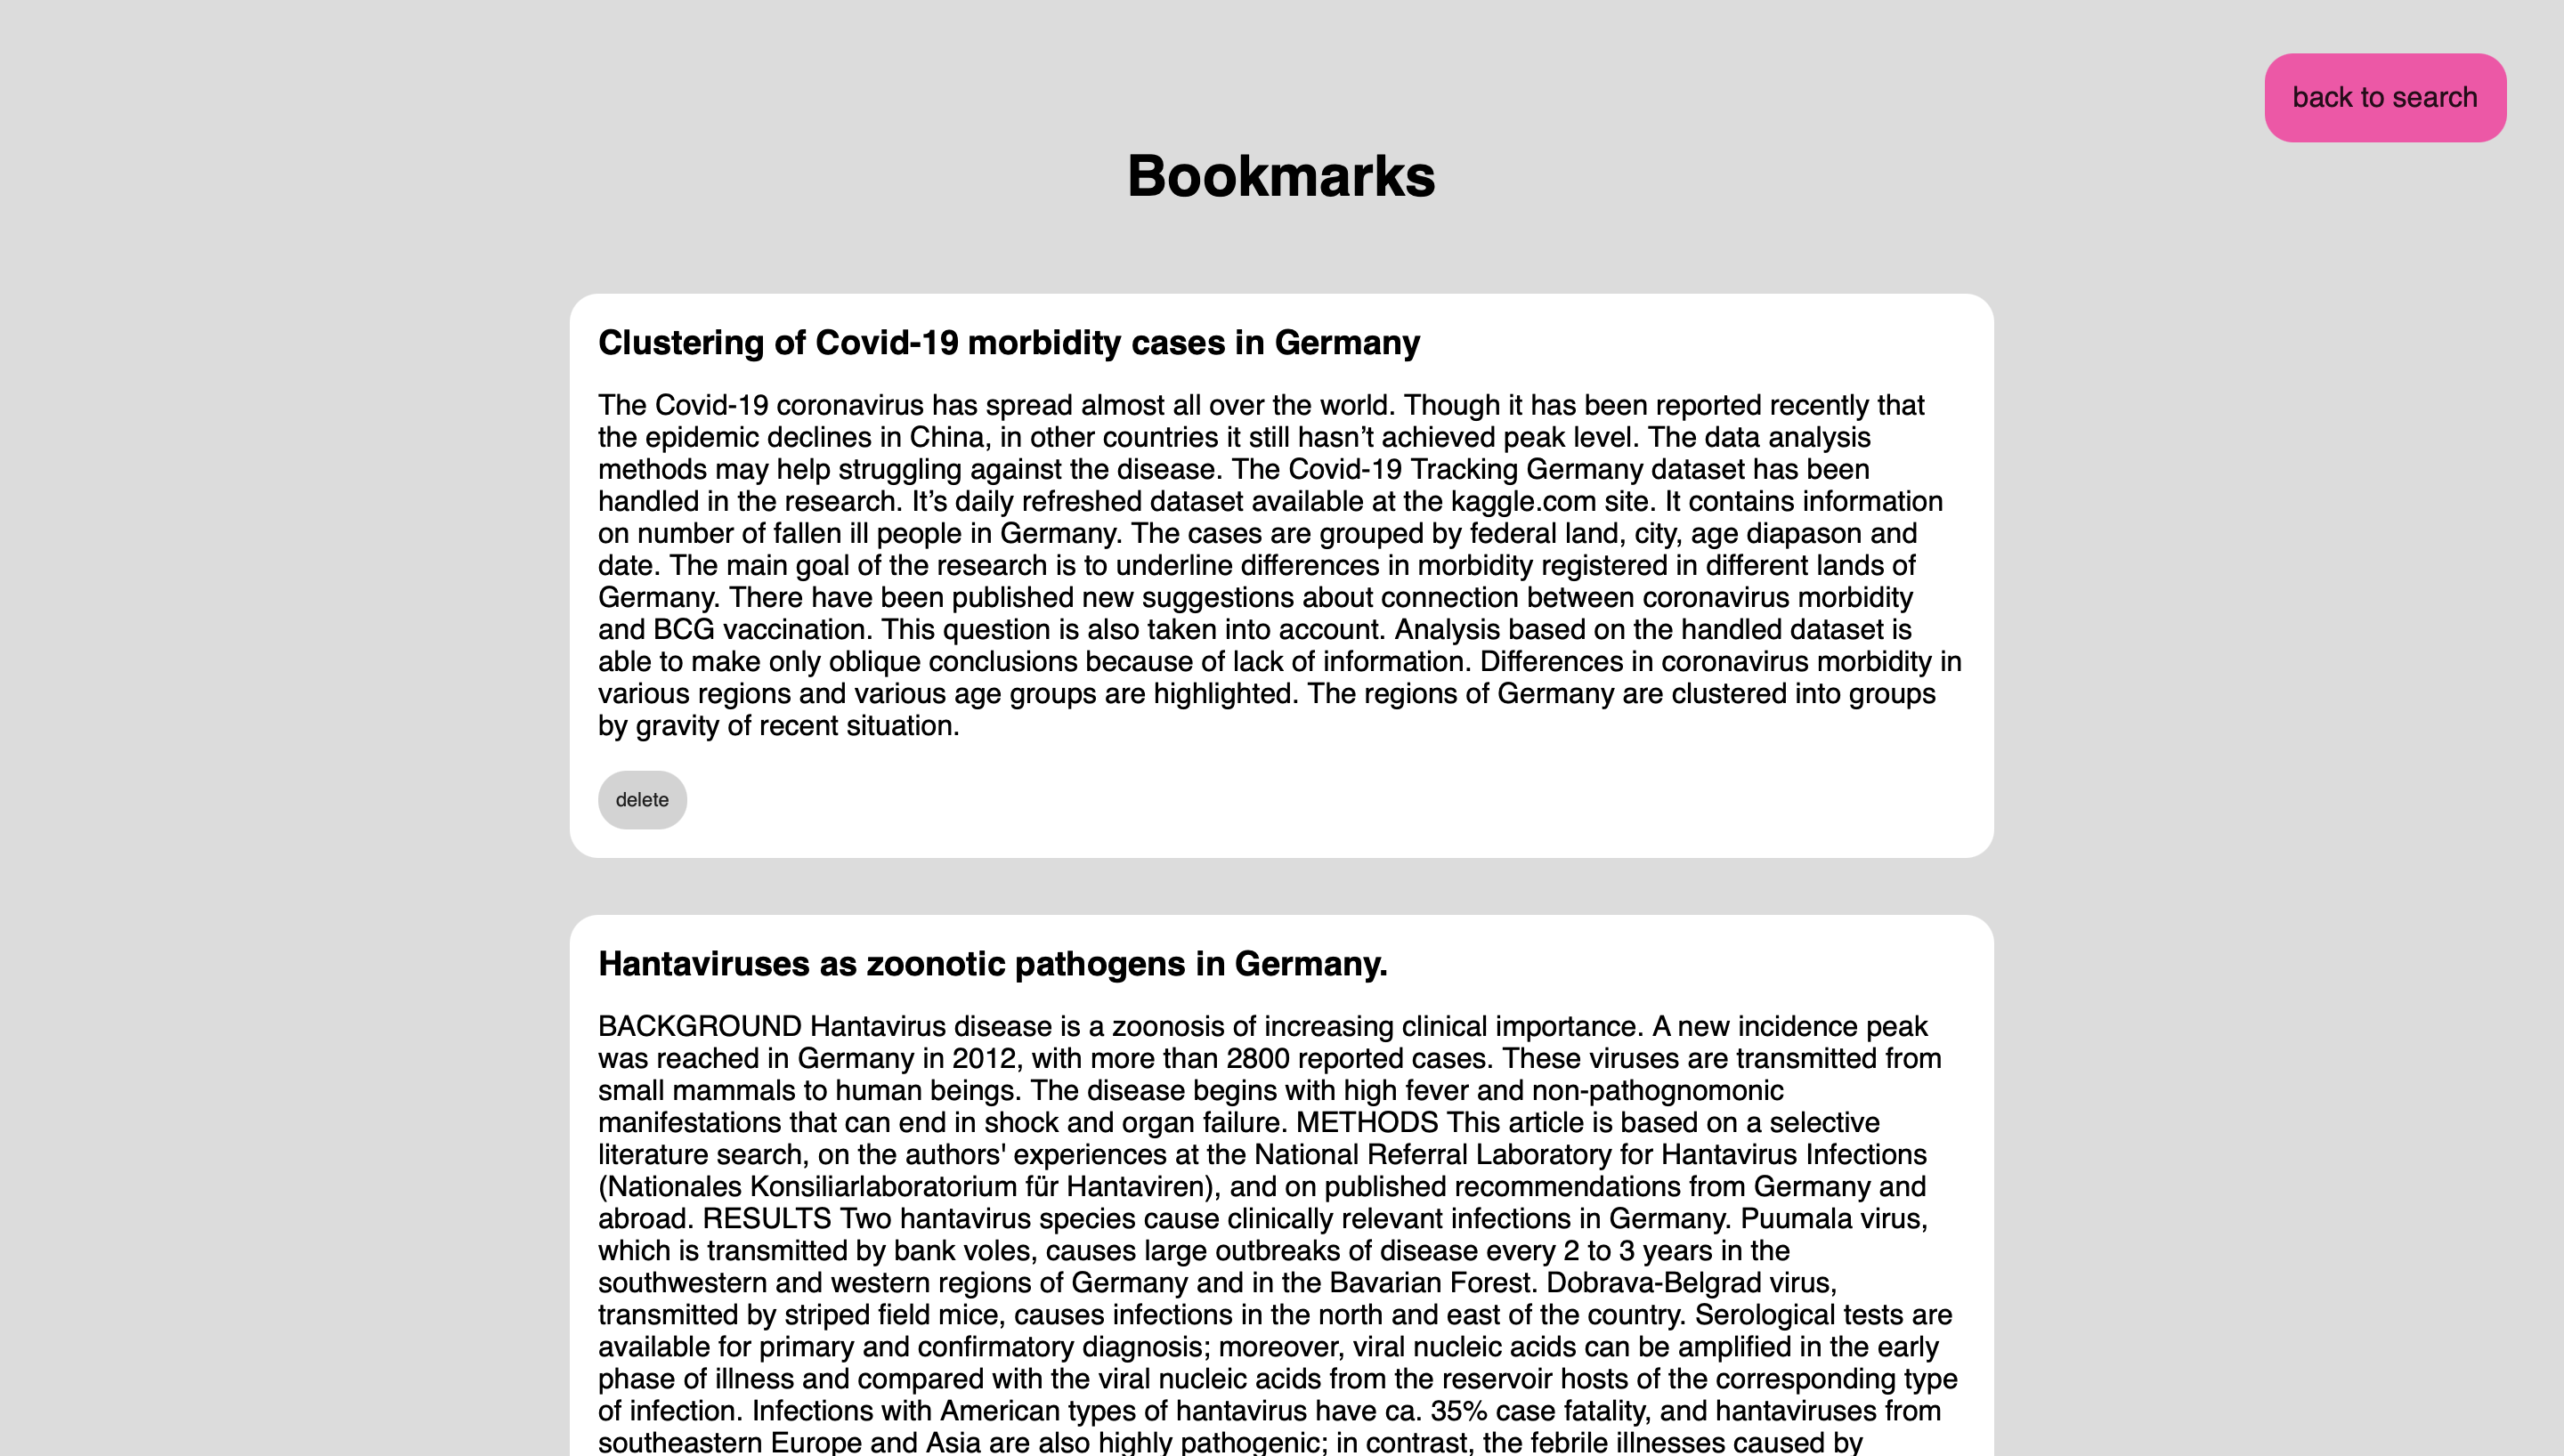 back to search
Bookmarks
Clustering of Covid-19 morbidity cases in Germany
The Covid-19 coronavirus has spread almost all over the world. Though it has been reported recently that
the epidemic declines in China, in other countries it still hasn’t achieved peak level. The data analysis
methods may help struggling against the disease. The Covid-19 Tracking Germany dataset has been
handled in the research. It’s daily refreshed dataset available at the kaggle.com site. It contains information
on number of fallen ill people in Germany. The cases are grouped by federal land, city, age diapason and
date. The main goal of the research is to underline differences in morbidity registered in different lands of
Germany. There have been published new suggestions about connection between coronavirus morbidity
and BCG vaccination. This question is also taken into account. Analysis based on the handled dataset is
able to make only oblique conclusions because of lack of information. Differences in coronavirus morbidity in
various regions and various age groups are highlighted. The regions of Germany are clustered into groups
by gravity of recent situation.
delete
Hantaviruses as zoonotic pathogens in Germany.
BACKGROUND Hantavirus disease is a zoonosis of increasing clinical importance. A new incidence peak
was reached in Germany in 2012, with more than 2800 reported cases. These viruses are transmitted from
small mammals to human beings. The disease begins with high fever and non-pathognomonic
manifestations that can end in shock and organ failure. METHODS This article is based on a selective
literature search, on the authors' experiences at the National Referral Laboratory for Hantavirus Infections
(Nationales Konsiliarlaboratorium für Hantaviren), and on published recommendations from Germany and
abroad. RESULTS Two hantavirus species cause clinically relevant infections in Germany. Puumala virus,
which is transmitted by bank voles, causes large outbreaks of disease every 2 to 3 years in the
southwestern and western regions of Germany and in the Bavarian Forest. Dobrava-Belgrad virus,
transmitted by striped field mice, causes infections in the north and east of the country. Serological tests are
available for primary and confirmatory diagnosis; moreover, viral nucleic acids can be amplified in the early
phase of illness and compared with the viral nucleic acids from the reservoir hosts of the corresponding type
of infection. Infections with American types of hantavirus have ca. 35% case fatality, and hantaviruses from
southeastern Europe and Asia are also highly pathogenic; in contrast, the febrile illnesses caused by